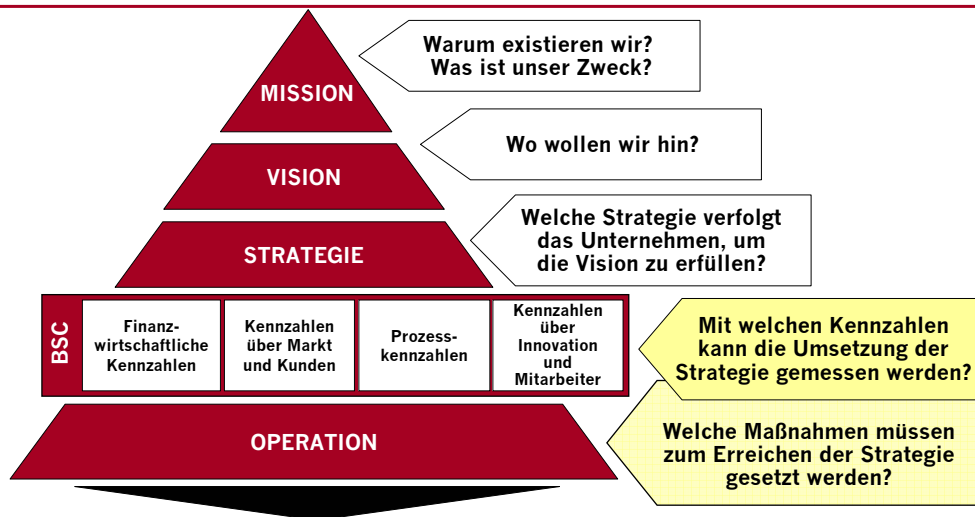 MISSION
Warum existieren wir?
Was ist unser Zweck?
VISION
Wo wollen wir hin?
STRATEGIE
Welche Strategie verfolgt
das Unternehmen, um
die Vision zu erfüllen?
BSC
Finanz-
wirtschaftliche
Kennzahlen
Kennzahlen
über Markt
und Kunden
Prozess-
kennzahlen
Kennzahlen
über
Innovation
und
Mitarbeiter
Mit welchen Kennzahlen
kann die Umsetzung der
Strategie gemessen werden?
OPERATION
Welche Maßnahmen müssen
zum Erreichen der Strategie
gesetzt werden?